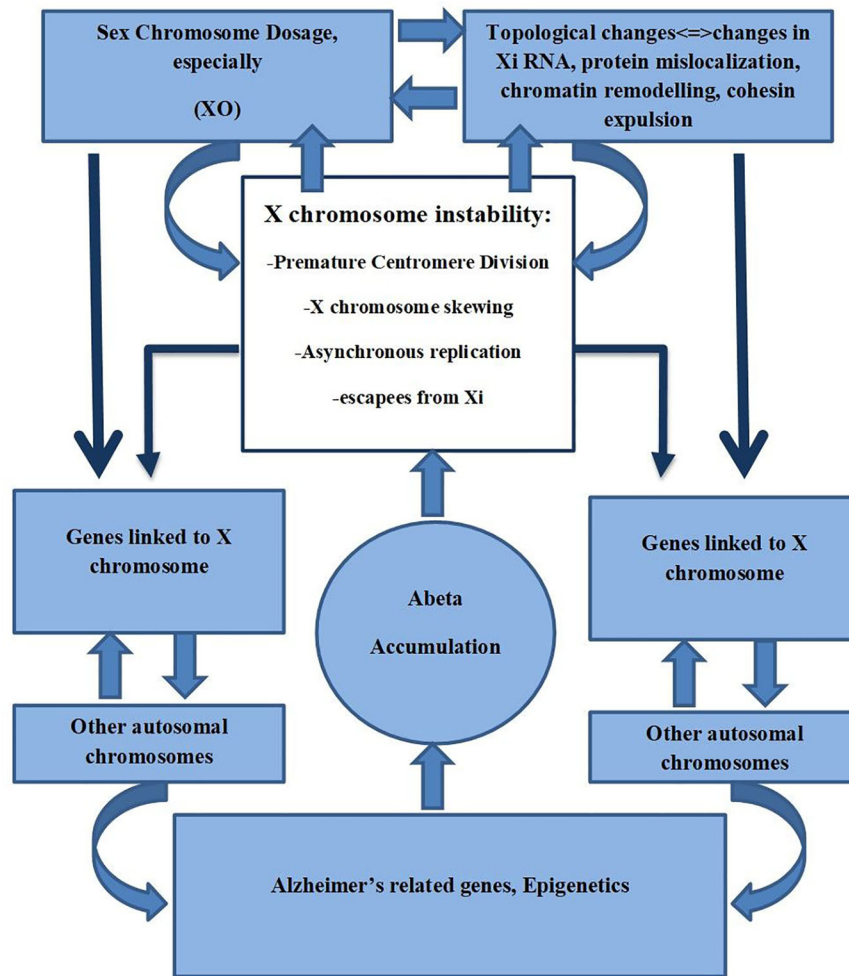 Sex Chromosome Dosage,
especially
(XO)
Topological changes<=>changes in
Xi RNA, protein mislocalization,
chromatin remodelling, cohesin
expulsion
X chromosome instability:
-Premature Centromere Division
-X chromosome skewing
-Asynchronous replication
-escapees from Xi
Genes linked to X
chromosome
Abeta
Accumulation
Genes linked to X
chromosome
Other autosomal
chromosomes
Other autosomal
chromosomes
Alzheimer’s related genes, Epigenetics